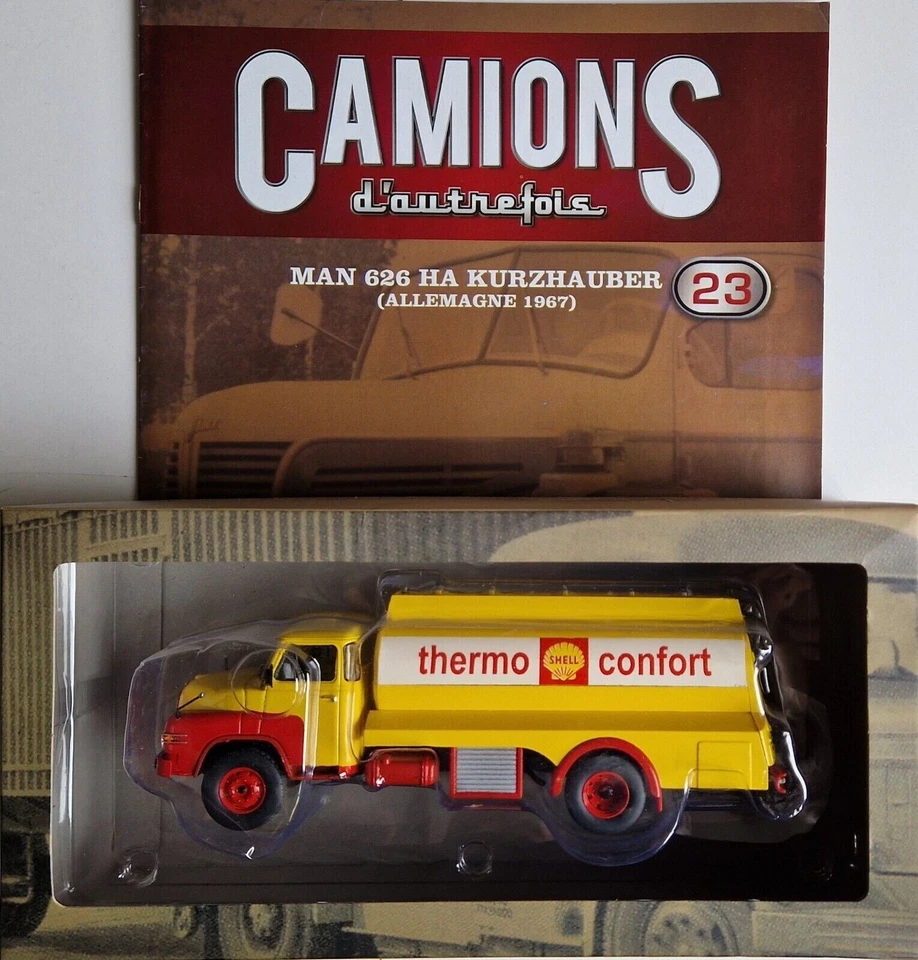 CAMIONS
d'autrefois
MAN 626 HA KURZHAUBER
(ALLEMAGNE 1967)
23
thermo SHELL confort